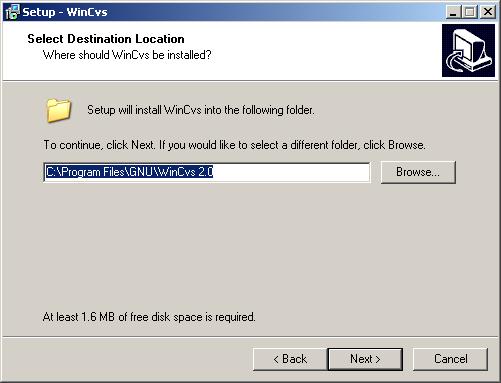 Setup - WinCvs
Select Destination Location
Where should WinCvs be installed?
Setup will install WinCvs into the following folder.
To continue, click Next. If you would like to select a different folder, click Browse.
C:\Program Files\GNU\WinCvs 2.0
Browse...
At least 1.6 MB of free disk space is required.
< Back
Next >
Cancel